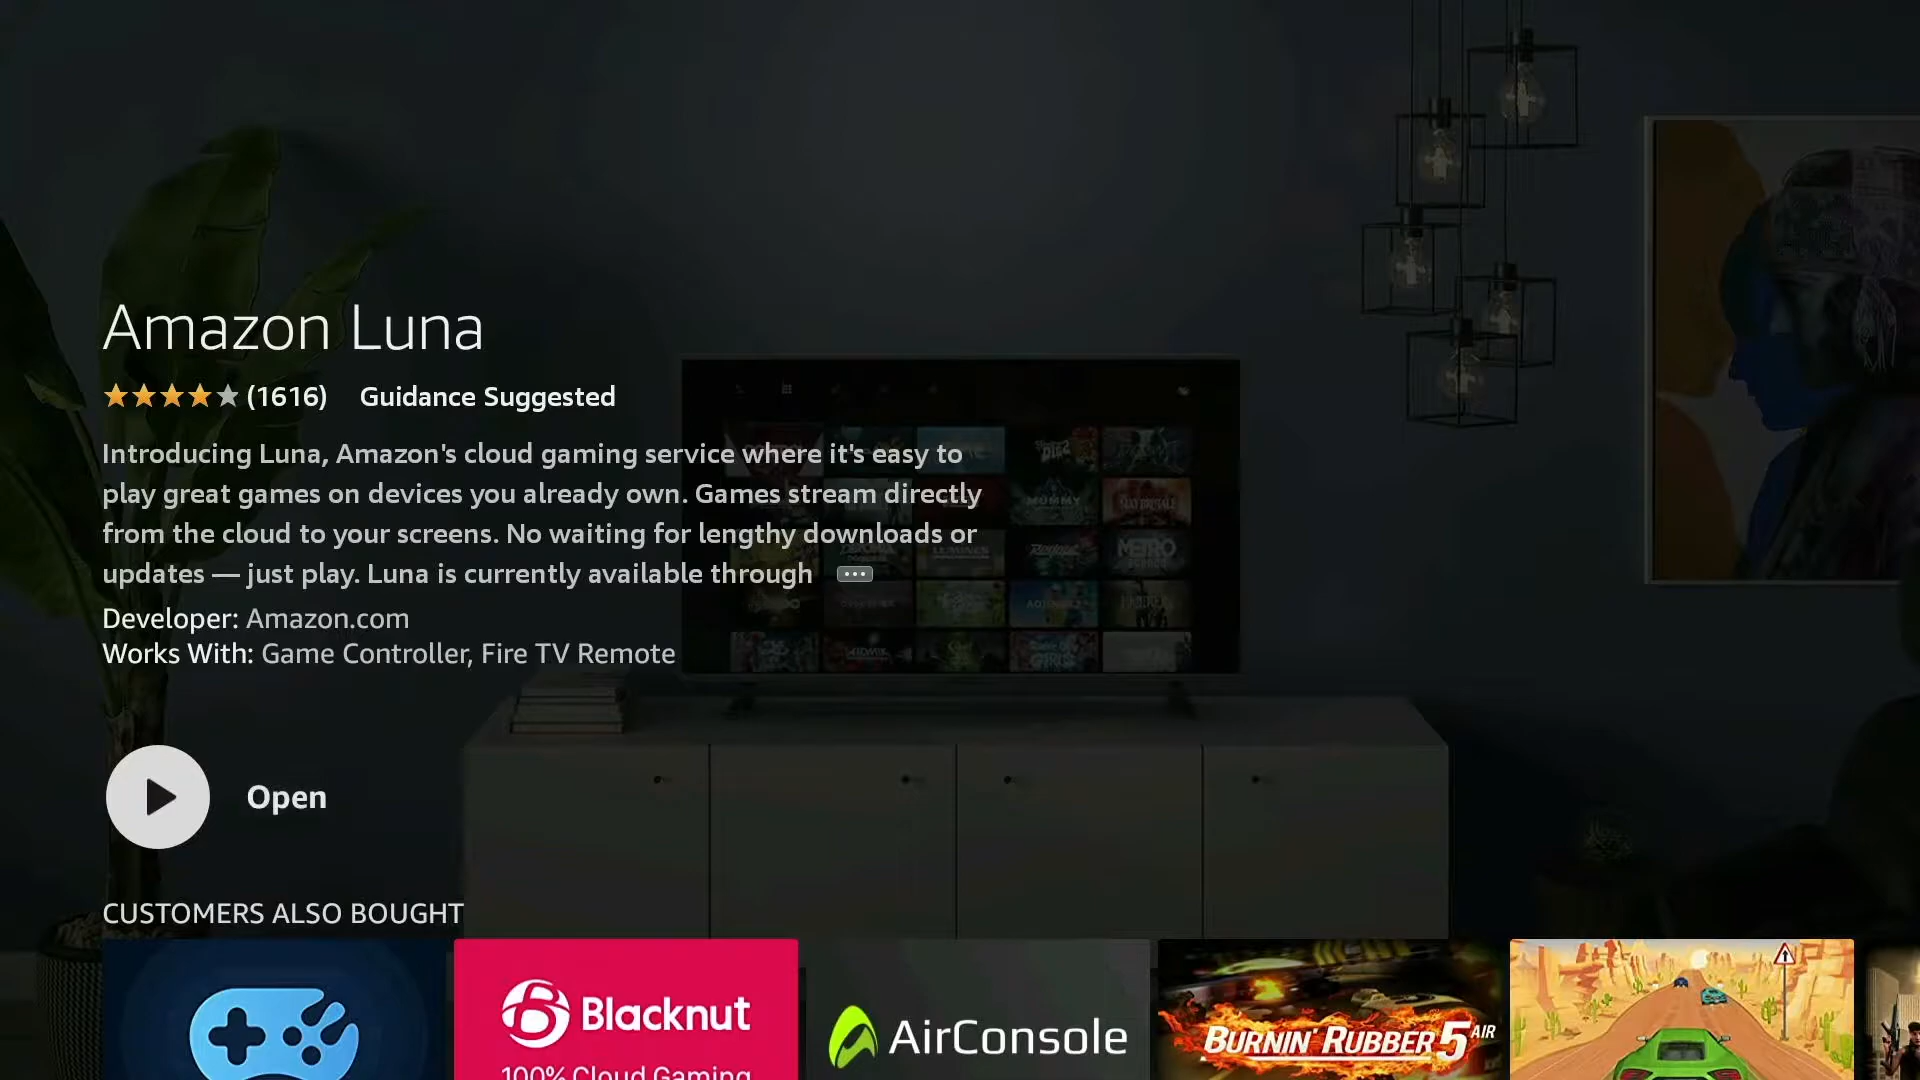 Amazon Luna
(1616) Guidance Suggested
Introducing Luna, Amazon's cloud gaming service where it's easy to
play great games on devices you already own. Games stream directly
from the cloud to your screens. No waiting for lengthy downloads or
updates — just play. Luna is currently available through
Developer: Amazon.com
Works With: Game Controller, Fire TV Remote
MUMMY
METRO
Open
CUSTOMERS ALSO BOUGHT
Blacknut
100% Cloud Gaming
AirConsole
BURNIN' RUBBER 5 AIR